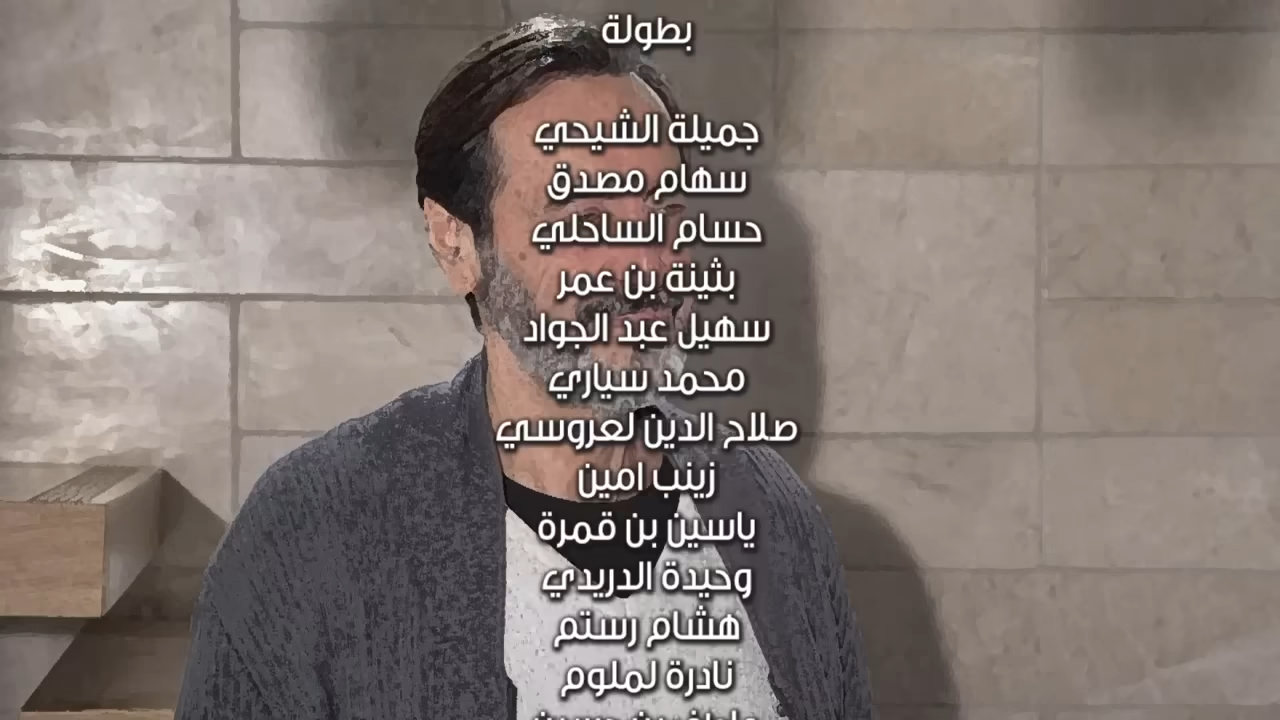 بطولة
جميلة الشيحي
سهام مصدق
حسام الساحلي
بثينة بن عمر
سهيل عبد الجواد
محمد سياري
صلاح الدين لعروسي
زينب امين
ياسين بن قمرة
وحيدة الدريدي
هشام رستم
نادرة لملوم